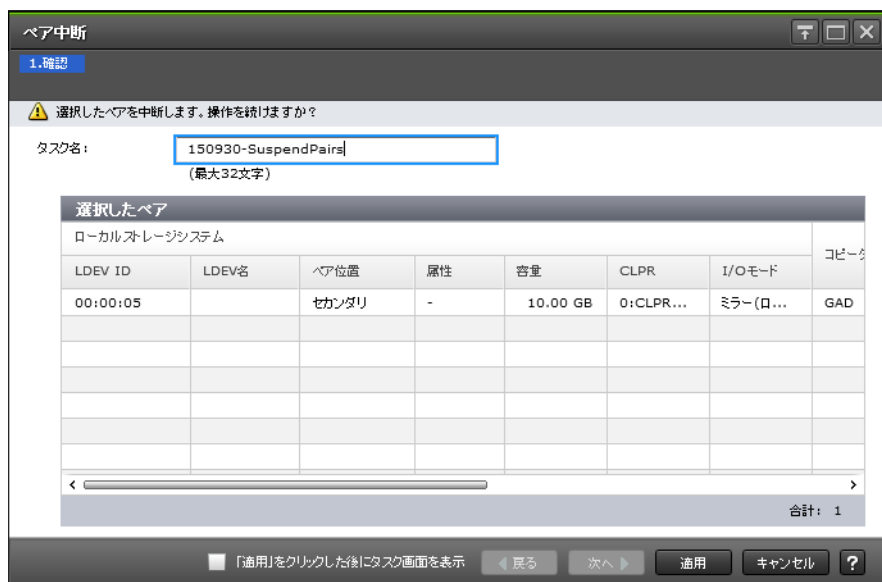 ペア中断
1.確認
選択したペアを中断します。操作を続けますか？
タスク名： 150930-SuspendPairs
(最大32文字)
選択したペア
ローカルストレージシステム
コピータ
LDEV ID LDEV名 ペア位置 属性 容量 CLPR I/Oモード
00:00:05 セカンダリ - 10.00 GB 0:CLPR... ミラー(ロ... GAD
合計： 1
「適用」をクリックした後にタスク画面を表示 戻る 次へ 適用 キャンセル ?